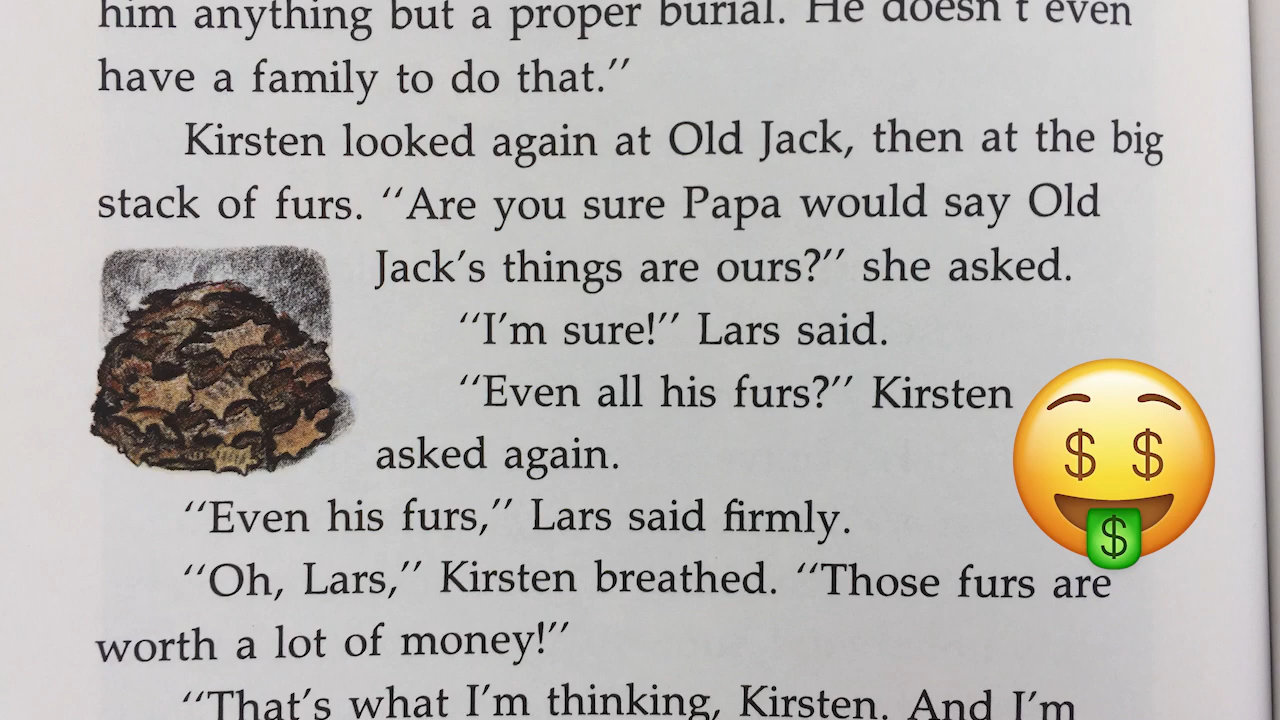 him anything but a proper burial. He doesn't even
have a family to do that.''
Kirsten looked again at Old Jack, then at the big
stack of furs. ''Are you sure Papa would say Old
Jack's things are ours?'' she asked.
''I'm sure!'' Lars said.
''Even all his furs?'' Kirsten
asked again.
''Even his furs,'' Lars said firmly.
''Oh, Lars,'' Kirsten breathed. ''Those furs are
worth a lot of money!''
''That's what I'm thinking, Kirsten. And I'm